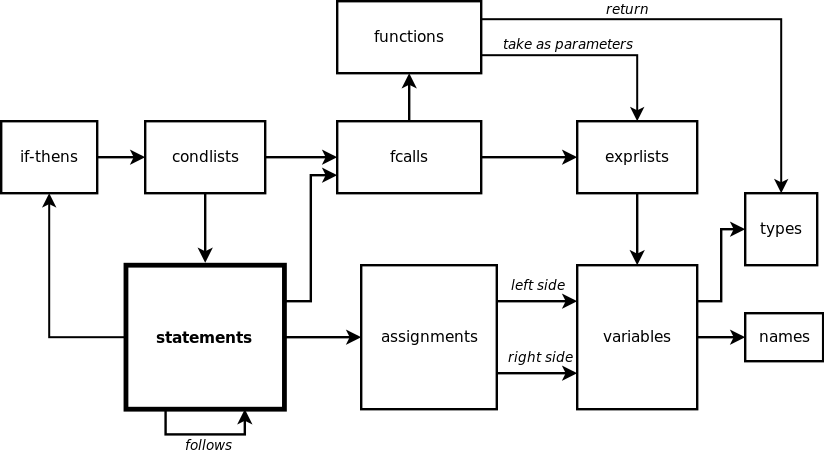 return
functions
take as parameters
if-thens
condlists
fcalls
exprlists
types
left side
statements
assignments
variables
names
right side
follows